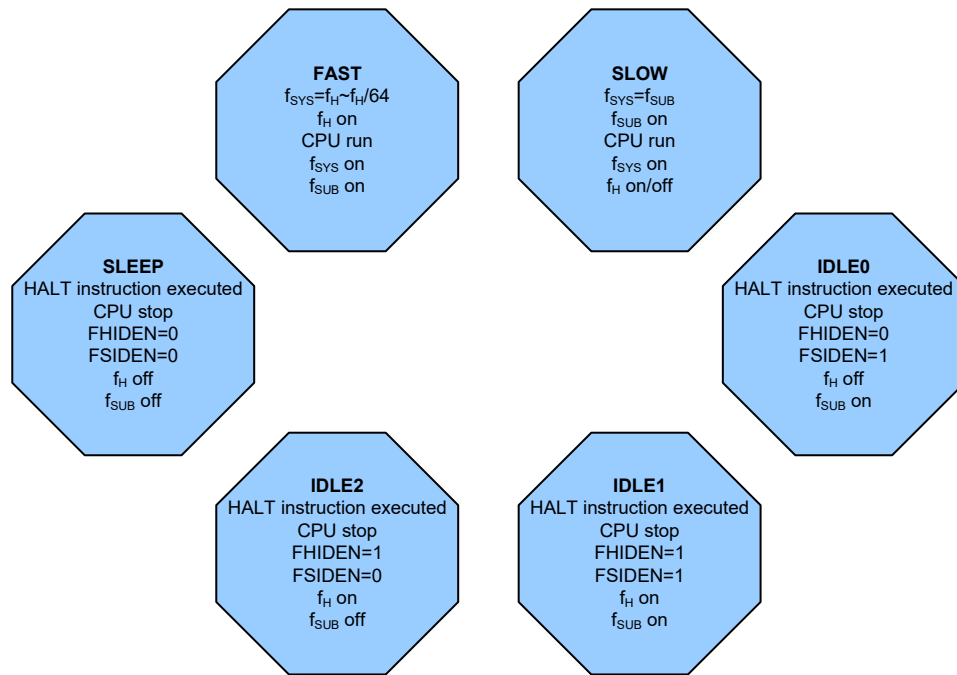 FAST
fSYS=fH~fH/64
fH on
CPU run
fSYS on
fSUB on
SLOW
fSYS=fSUB
fSUB on
CPU run
fSYS on
fH on/off
SLEEP
HALT instruction executed
CPU stop
FHIDEN=0
FSIDEN=0
fH off
fSUB off
IDLE0
HALT instruction executed
CPU stop
FHIDEN=0
FSIDEN=1
fH off
fSUB on
IDLE2
HALT instruction executed
CPU stop
FHIDEN=1
FSIDEN=0
fH on
fSUB off
IDLE1
HALT instruction executed
CPU stop
FHIDEN=1
FSIDEN=1
fH on
fSUB on